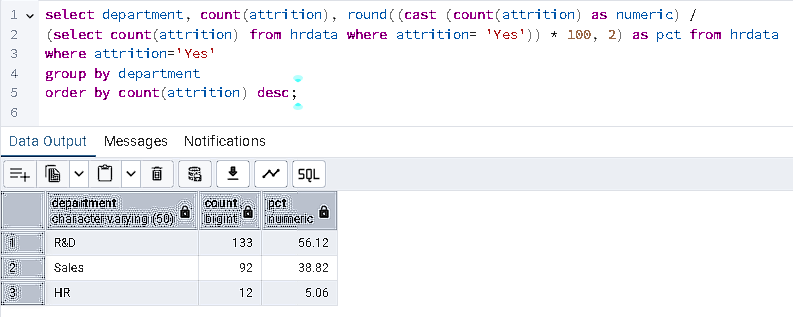 1 select department, count(attrition), round((cast (count(attrition) as numeric) /
2 (select count(attrition) from hrdata where attrition= 'Yes')) * 100, 2) as pct from hrdata
3 where attrition='Yes'
4 group by department
5 order by count(attrition) desc;
6
Data Output Messages Notifications
SQL
department count pct
character varying (50) bigint numeric
1 R&D 133 56.12
2 Sales 92 38.82
3 HR 12 5.06